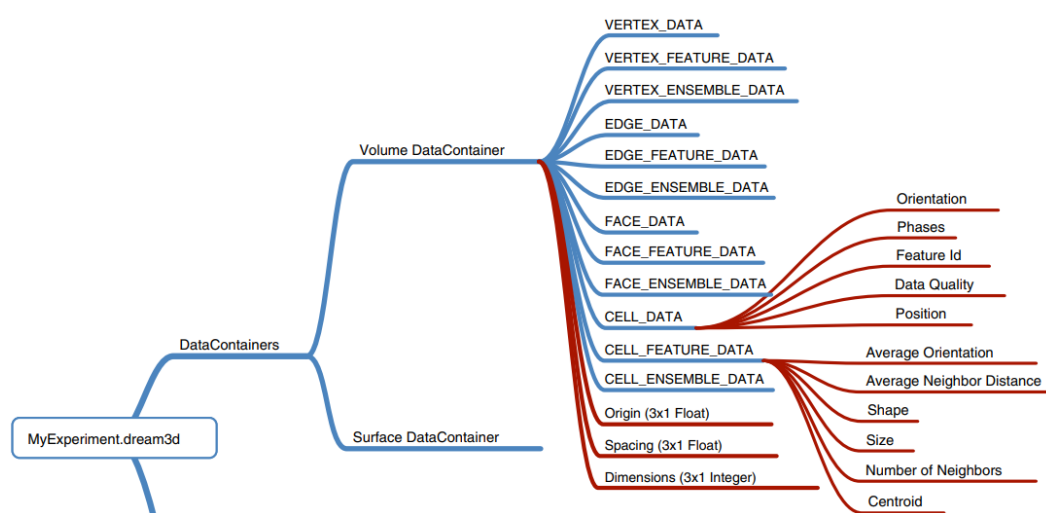 VERTEX_DATA
VERTEX_FEATURE_DATA
VERTEX_ENSEMBLE_DATA
EDGE_DATA
Volume DataContainer
EDGE_FEATURE_DATA
EDGE_ENSEMBLE_DATA
Orientation
FACE_DATA
Phases
FACE_FEATURE_DATA
Feature Id
FACE_ENSEMBLE_DATA
Data Quality
CELL_DATA
Position
DataContainers
CELL_FEATURE_DATA
Average Orientation
CELL_ENSEMBLE_DATA
Average Neighbor Distance
Origin (3x1 Float)
Shape
MyExperiment.dream3d
Surface DataContainer
Spacing (3x1 Float)
Size
Dimensions (3x1 Integer)
Number of Neighbors
Centroid